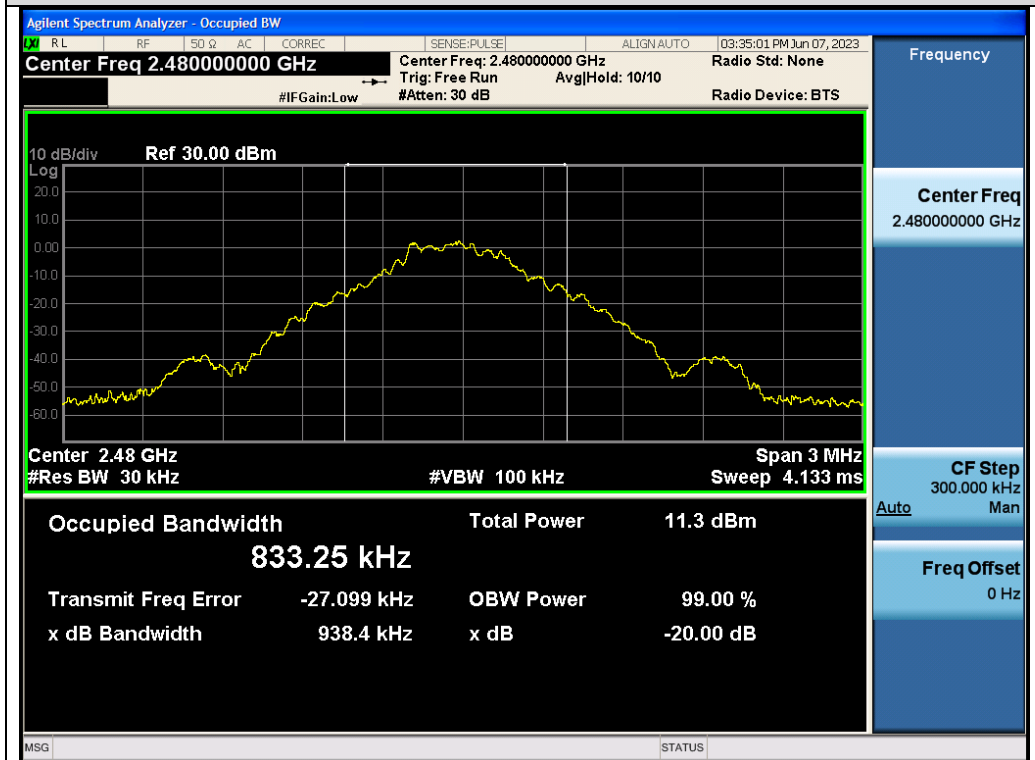 Agilent Spectrum Analyzer - Occupied BW
LXI RL RF 50 Ω AC CORREC SENSE:PULSE ALIGN AUTO 03:35:01 PM Jun 07, 2023
Center Freq 2.480000000 GHz
Center Freq: 2.480000000 GHz
Radio Std: None
Trig: Free Run Avg|Hold: 10/10
#IFGain:Low
#Atten: 30 dB
Radio Device: BTS
10 dB/div Ref 30.00 dBm
Log
20.0
10.0
0.00
-10.0
-20.0
-30.0
-40.0
-50.0
-60.0
Center 2.48 GHz
Span 3 MHz
#Res BW 30 kHz
#VBW 100 kHz
Sweep 4.133 ms
Occupied Bandwidth
Total Power 11.3 dBm
833.25 kHz
Transmit Freq Error -27.099 kHz
OBW Power 99.00 %
x dB Bandwidth 938.4 kHz
x dB -20.00 dB
Frequency
Center Freq
2.480000000 GHz
CF Step
300.000 kHz
Auto Man
Freq Offset
0 Hz
MSG
STATUS